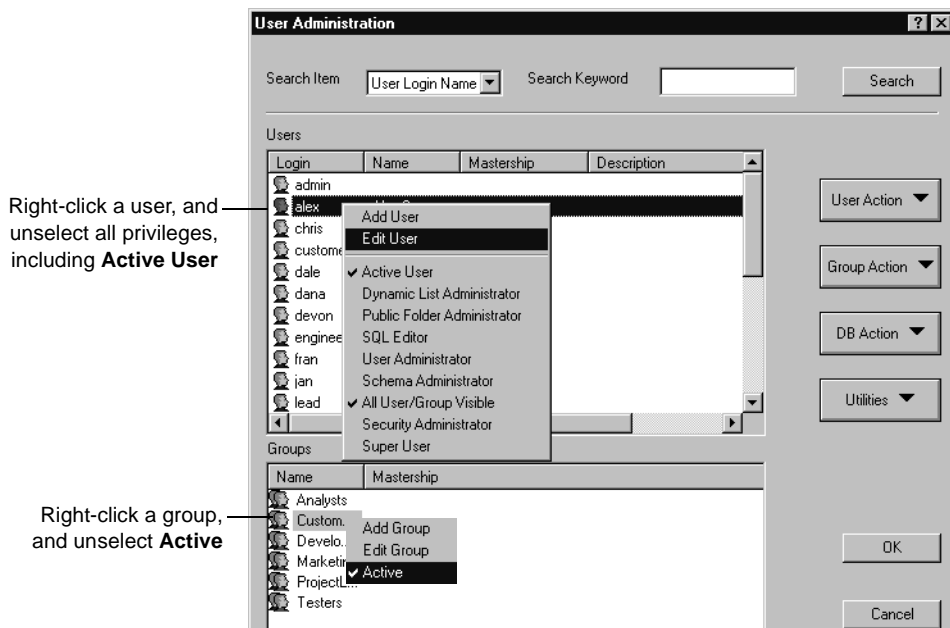 User Administration
Search Item
User Login Name
Search Keyword
Search
Users
Login Name Mastership Description
admin
alex
chris
custome
dale
dana
devon
enginee
fran
jan
lead
Add User
Edit User
Active User
Dynamic List Administrator
Public Folder Administrator
SQL Editor
User Administrator
Schema Administrator
All User/Group Visible
Security Administrator
Super User
User Action
Group Action
DB Action
Utilities
Right-click a user, and
unselect all privileges,
including Active User
Groups
Name Mastership
Analysts
Custom...
Develo...
Marketin
ProjectL...
Testers
Add Group
Edit Group
Active
Right-click a group,
and unselect Active
OK
Cancel